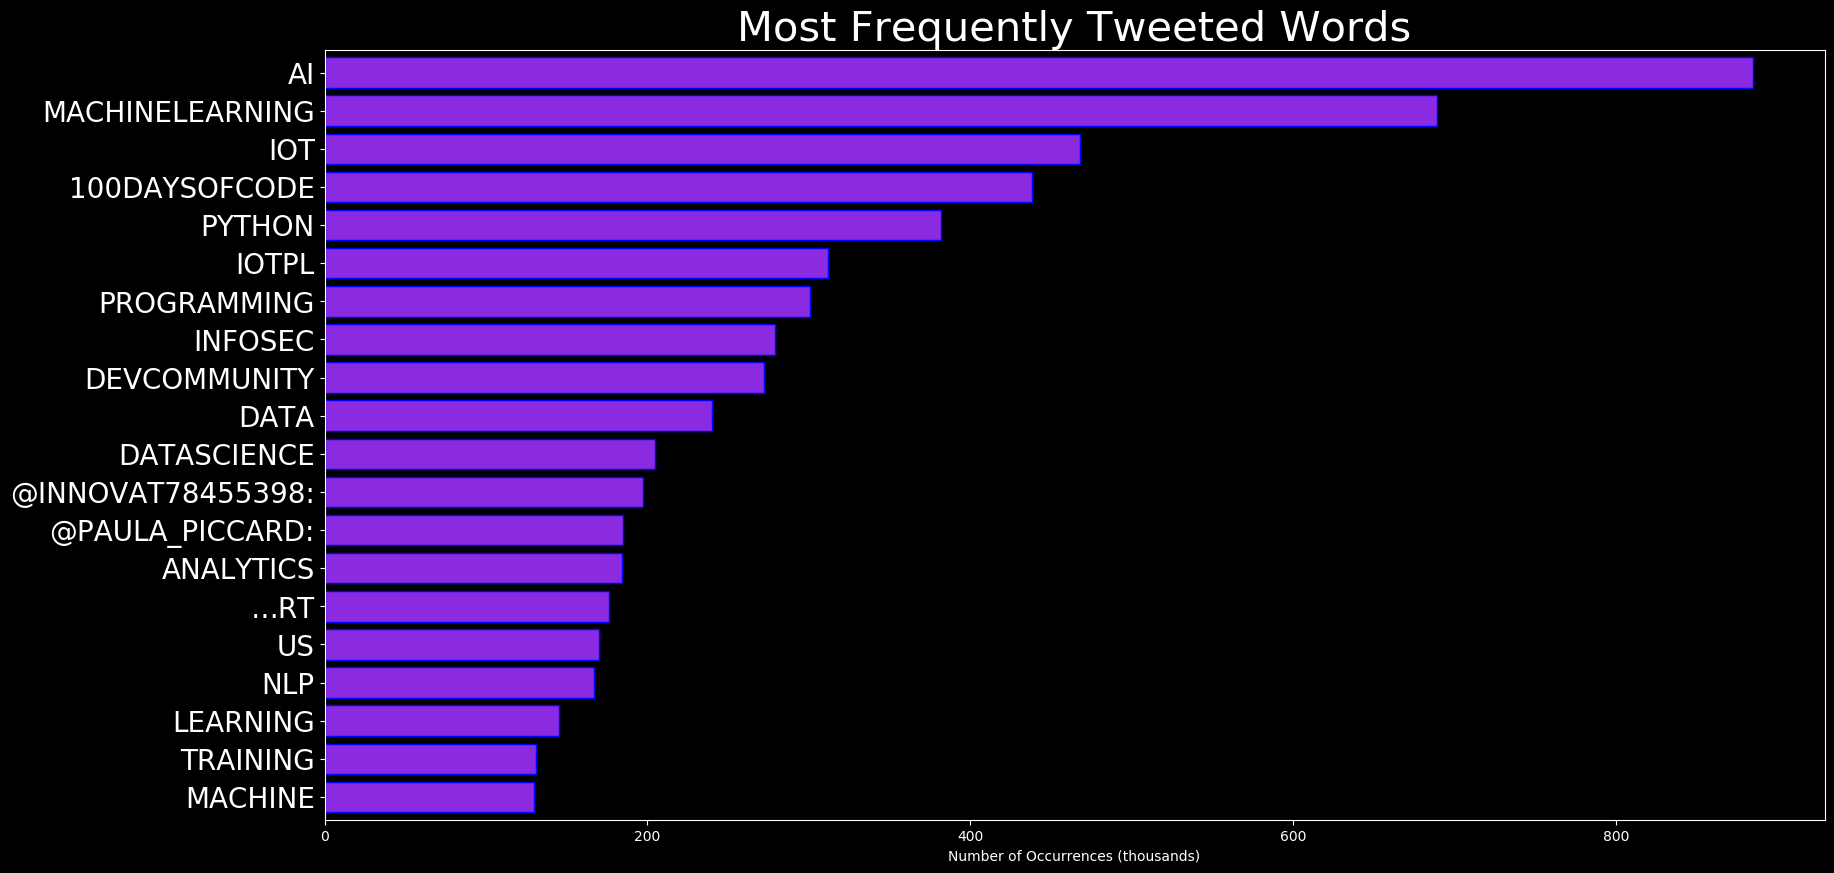 Most Frequently Tweeted Words
AI
MACHINELEARNING
IOT
100DAYSOFCODE
PYTHON
IOTPL
PROGRAMMING
INFOSEC
DEVCOMMUNITY
DATA
DATASCIENCE
@INNOVAT78455398:
@PAULA_PICCARD:
ANALYTICS
…RT
US
NLP
LEARNING
TRAINING
MACHINE
0 200 400 600 800
Number of Occurrences (thousands)